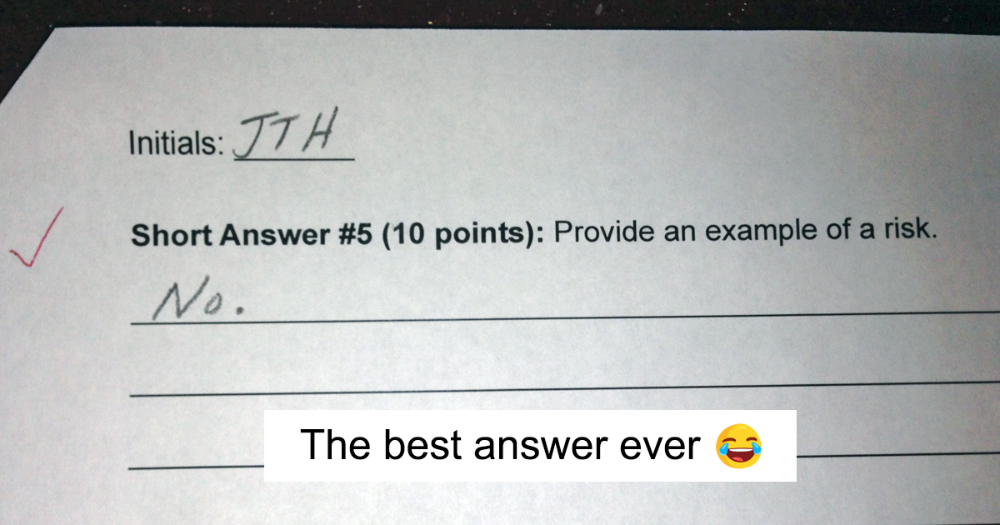 Initials: JTH
Short Answer #5 (10 points): Provide an example of a risk.
No.
The best answer ever 😂